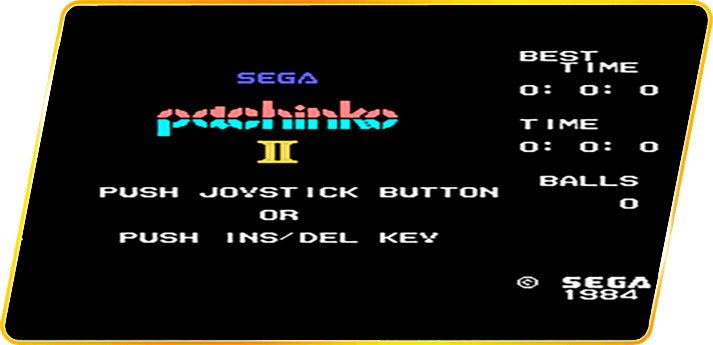 SEGA
pachinko
II
PUSH JOYSTICK BUTTON
OR
PUSH INS/DEL KEY
BEST
TIME
0: 0: 0
TIME
0: 0: 0
BALLS
0
© SEGA
1984